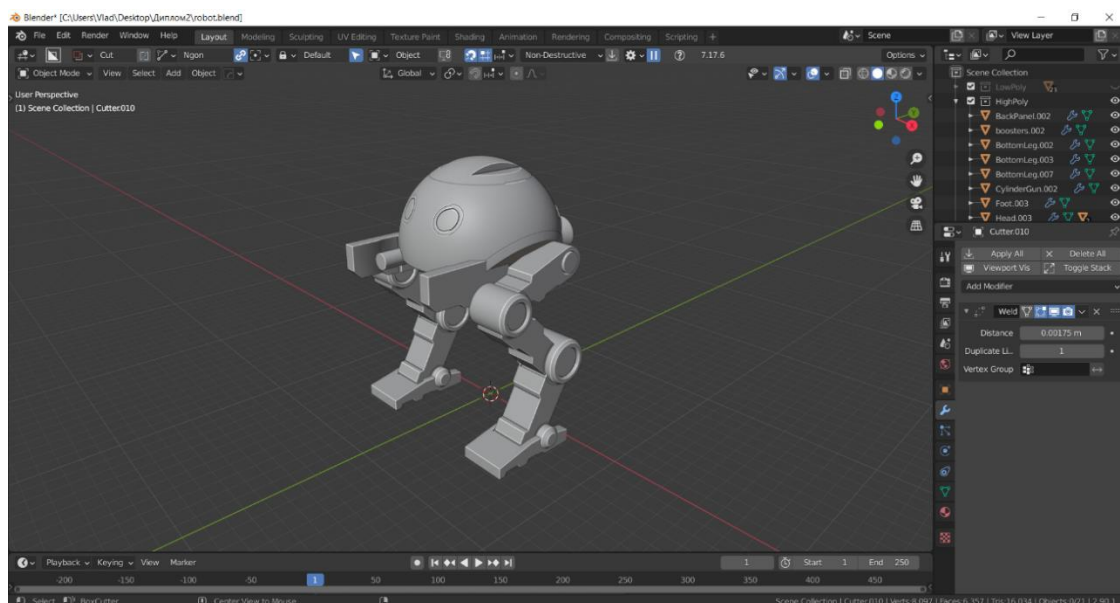 Blender* [C:\Users\Vlad\Desktop\Диплом2\robot.blend]
File Edit Render Window Help Layout Modeling Sculpting UV Editing Texture Paint Shading Animation Rendering Compositing Scripting + Scene View Layer
Cut Ngon Default Object Non-Destructive 7.17.6 Options
Object Mode View Select Add Object Global
User Perspective
(1) Scene Collection | Cutter.010
Scene Collection
LowPoly
HighPoly
BackPanel.002
boosters.002
BottomLeg.002
BottomLeg.003
BottomLeg.007
CylinderGun.002
Foot.003
Head.003
Cutter.010
Apply All Delete All
Viewport Vis Toggle Stack
Add Modifier
Weld
Distance 0.00175 m
Duplicate Li.. 1
Vertex Group
Playback Keying View Marker 1 Start 1 End 250
-200 -150 -100 -50 1 50 100 150 200 250 300 350 400 450
Select BoxCutter Center View to Mouse Scene Collection | Cutter.010 | Verts:8,097 | Faces:6,357 | Tris:16,034 | Objects:0/21 | 2.90.1